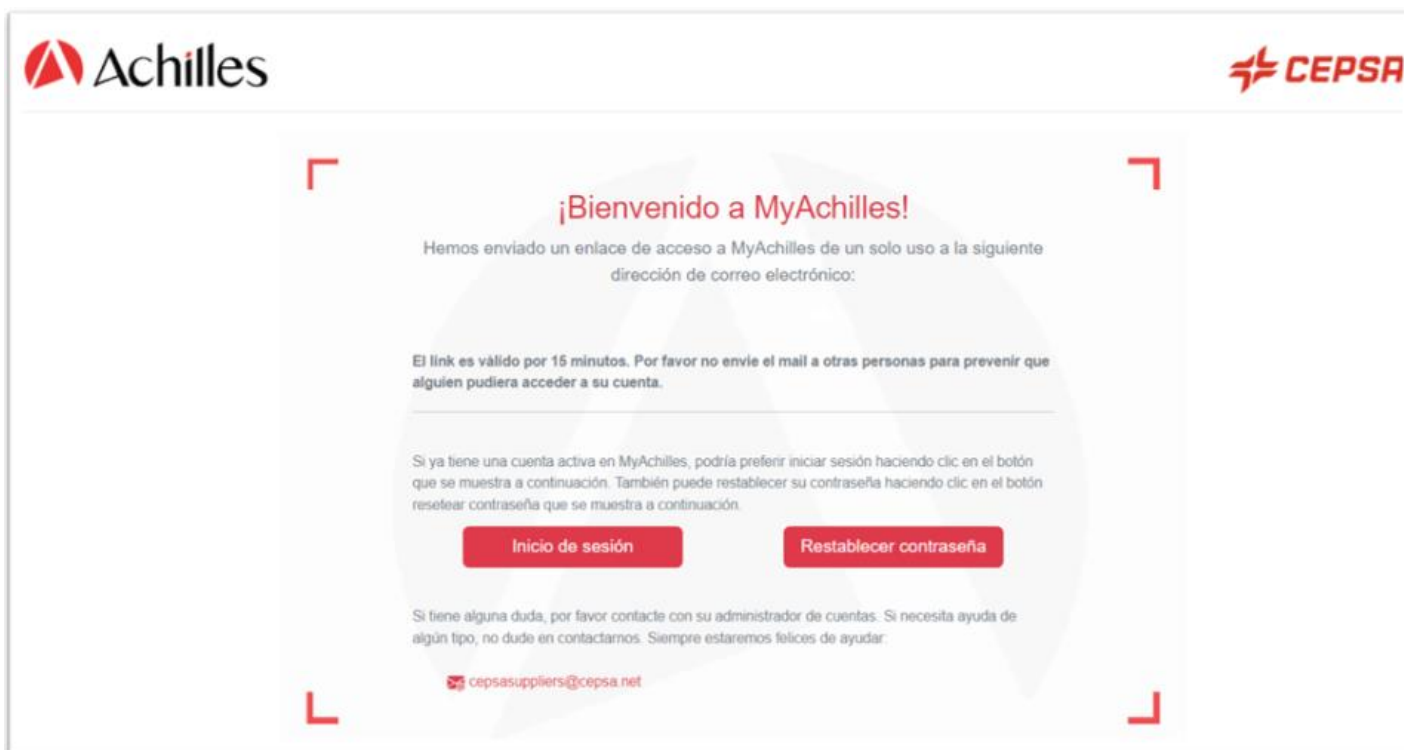 Achilles
CEPSA
¡Bienvenido a MyAchilles!
Hemos enviado un enlace de acceso a MyAchilles de un solo uso a la siguiente
dirección de correo electrónico:
El link es válido por 15 minutos. Por favor no envie el mail a otras personas para prevenir que
alguien pudiera acceder a su cuenta.
Si ya tiene una cuenta activa en MyAchilles, podría preferir iniciar sesión haciendo clic en el botón
que se muestra a continuación. También puede restablecer su contraseña haciendo clic en el botón
resetear contraseña que se muestra a continuación.
Inicio de sesión
Restablecer contraseña
Si tiene alguna duda, por favor contacte con su administrador de cuentas. Si necesita ayuda de
algún tipo, no dude en contactarnos. Siempre estaremos felices de ayudar:
cepsasuppliers@cepsa.net